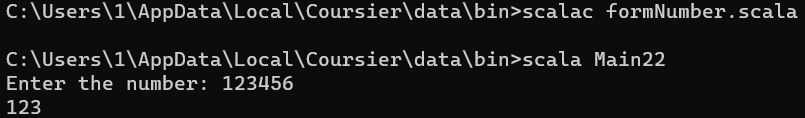 C:\Users\1\AppData\Local\Coursier\data\bin>scalac formNumber.scala
C:\Users\1\AppData\Local\Coursier\data\bin>scala Main22
Enter the number: 123456
123